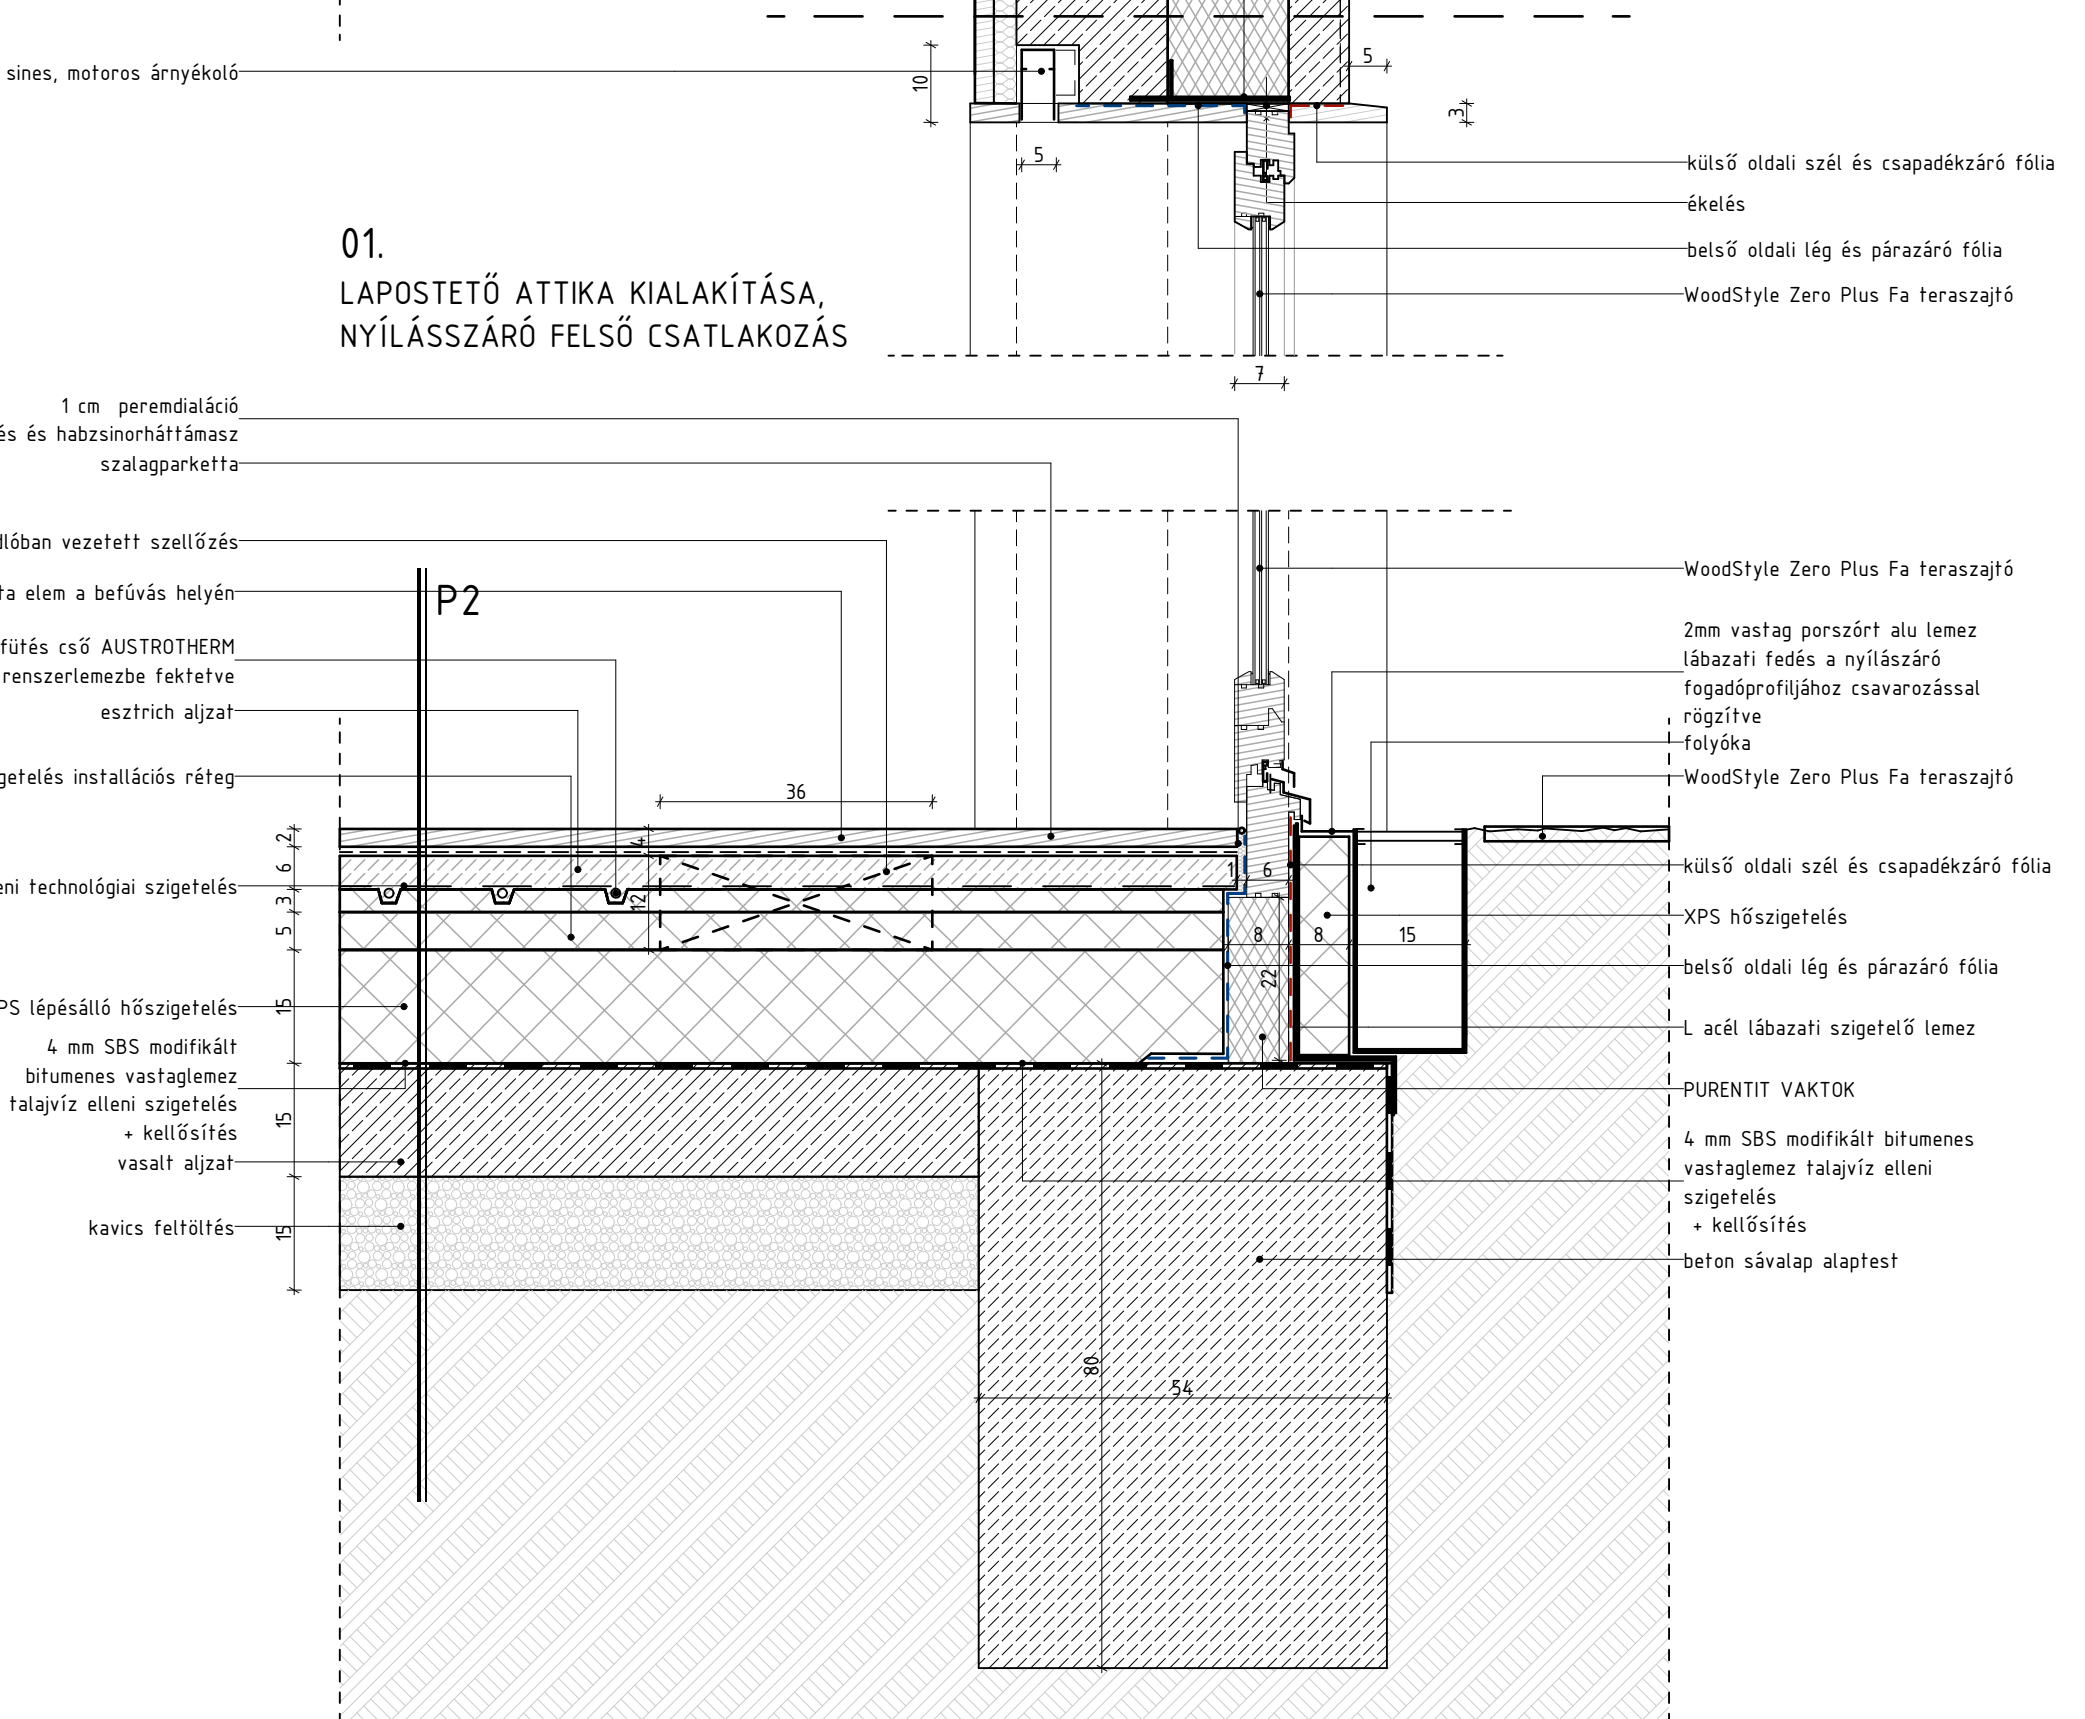 sines, motoros árnyékoló
10
5
5
3
külső oldali szél és csapadékzáró fólia
ékelés
belső oldali lég és párazáró fólia
WoodStyle Zero Plus Fa teraszajtó
7
01.
LAPOSTETŐ ATTIKA KIALAKÍTÁSA,
NYÍLÁSSZÁRÓ FELSŐ CSATLAKOZÁS
1 cm peremdialáció
és és habzsinorháttámasz
szalagparketta
lóban vezetett szellőzés
ta elem a befúvás helyén
P2
fütés cső AUSTROTHERM
renszerlemezbe fektetve
esztrich aljzat
getelés installációs réteg
eni technológiai szigetelés
PS lépésálló hőszigetelés
4 mm SBS modifikált
bitumenes vastaglemez
talajvíz elleni szigetelés
+ kellősítés
vasalt aljzat
kavics feltöltés
2
6
3
5
15
15
15
36
4
12
1
6
8
8
15
22
80
54
WoodStyle Zero Plus Fa teraszajtó
2mm vastag porszórt alu lemez
lábazati fedés a nyílászáró
fogadóprofiljához csavarozással
rögzítve
folyóka
WoodStyle Zero Plus Fa teraszajtó
külső oldali szél és csapadékzáró fólia
XPS hőszigetelés
belső oldali lég és párazáró fólia
L acél lábazati szigetelő lemez
PURENTIT VAKTOK
4 mm SBS modifikált bitumenes
vastaglemez talajvíz elleni
szigetelés
+ kellősítés
beton sávalap alaptest